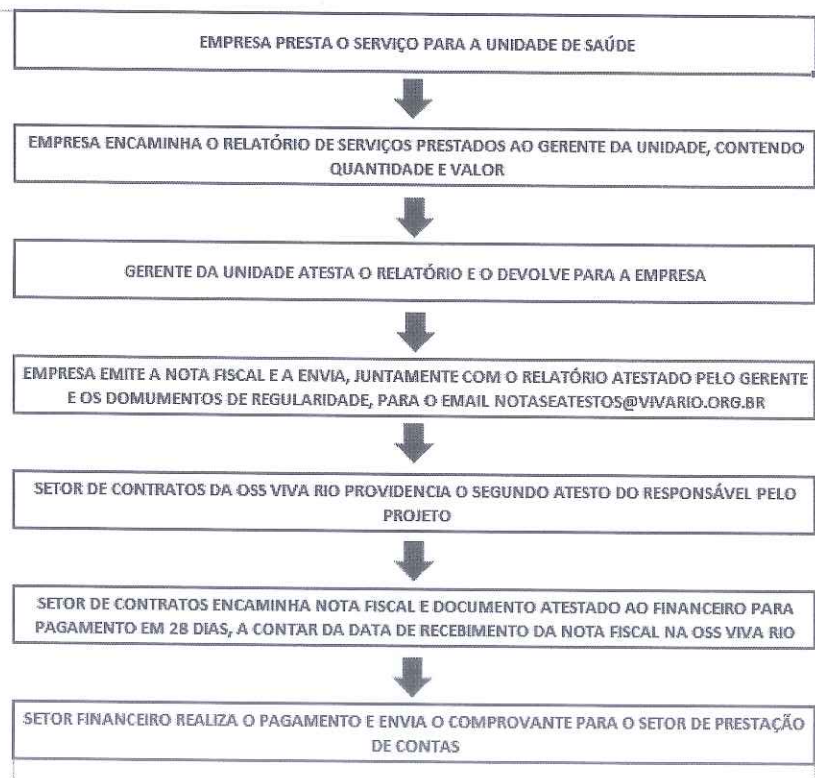 EMPRESA PRESTA O SERVIÇO PARA A UNIDADE DE SAÚDE
EMPRESA ENCAMINHA O RELATÓRIO DE SERVIÇOS PRESTADOS AO GERENTE DA UNIDADE, CONTENDO
QUANTIDADE E VALOR
GERENTE DA UNIDADE ATESTA O RELATÓRIO E O DEVOLVE PARA A EMPRESA
EMPRESA EMITE A NOTA FISCAL E A ENVIA, JUNTAMENTE COM O RELATÓRIO ATESTADO PELO GERENTE
E OS DOMUMENTOS DE REGULARIDADE, PARA O EMAIL NOTASEATESTOS@VIVARIO.ORG.BR
SETOR DE CONTRATOS DA OSS VIVA RIO PROVIDENCIA O SEGUNDO ATESTO DO RESPONSÁVEL PELO
PROJETO
SETOR DE CONTRATOS ENCAMINHA NOTA FISCAL E DOCUMENTO ATESTADO AO FINANCEIRO PARA
PAGAMENTO EM 28 DIAS, A CONTAR DA DATA DE RECEBIMENTO DA NOTA FISCAL NA OSS VIVA RIO
SETOR FINANCEIRO REALIZA O PAGAMENTO E ENVIA O COMPROVANTE PARA O SETOR DE PRESTAÇÃO
DE CONTAS